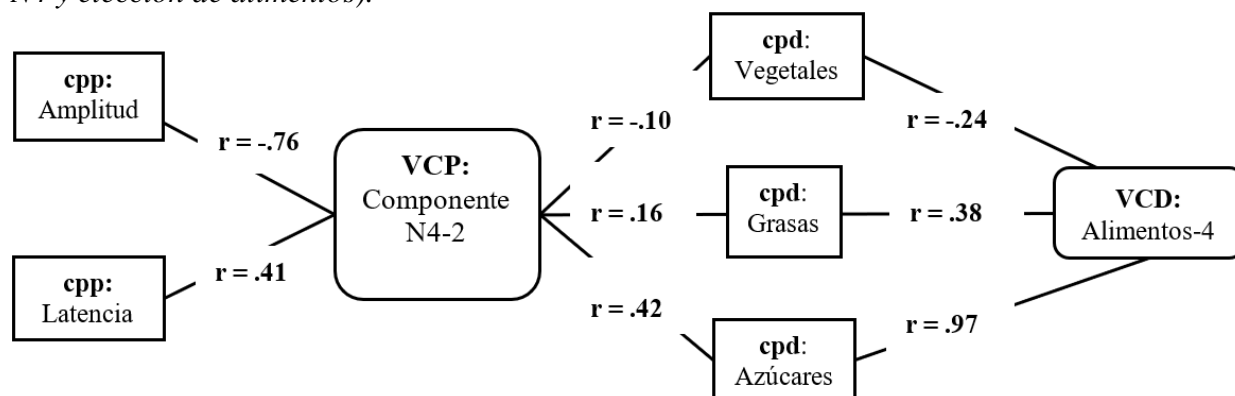 N4 y elección de alimentos).
cpp:
Amplitud
r = -.76
cpp:
Latencia
r = .41
VCP:
Componente
N4-2
r = -.10
r = .16
r = .42
cpd:
Vegetales
cpd:
Grasas
cpd:
Azúcares
r = -.24
r = .38
r = .97
VCD:
Alimentos-4